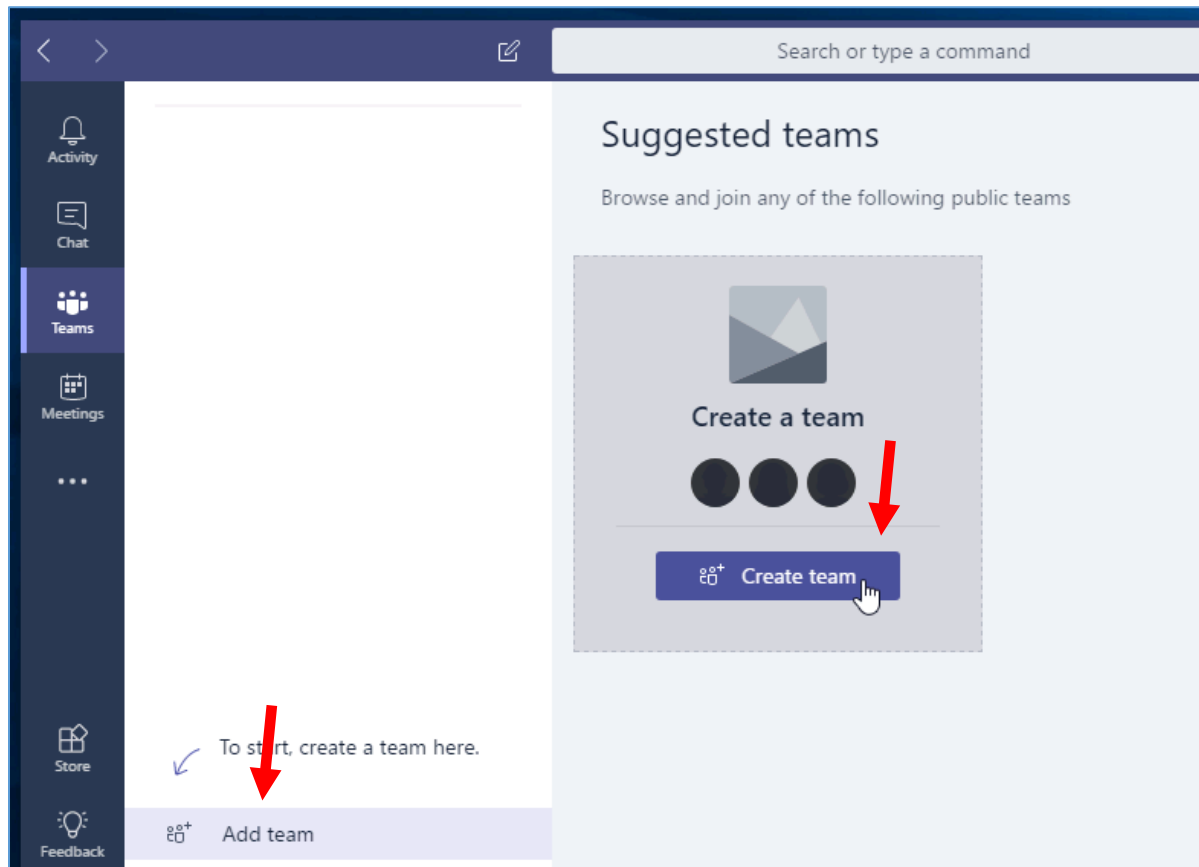 Search or type a command
Activity
Chat
Teams
Meetings
Store
Feedback
To start, create a team here.
Add team
Suggested teams
Browse and join any of the following public teams
Create a team
Create team